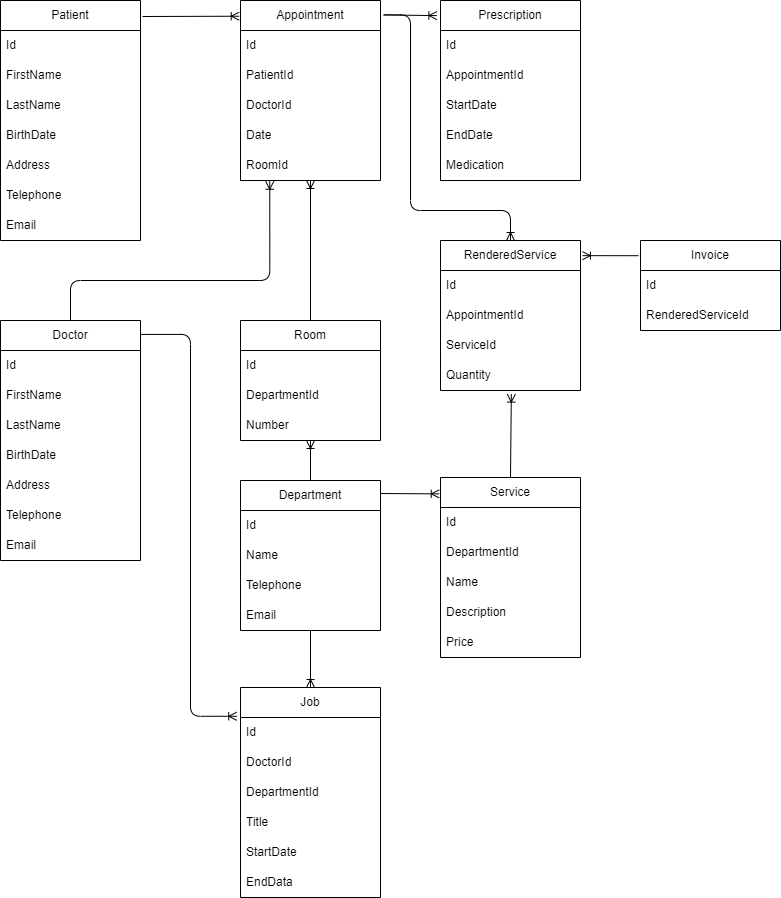 Patient
Id
FirstName
LastName
BirthDate
Address
Telephone
Email
Appointment
Id
PatientId
DoctorId
Date
RoomId
Prescription
Id
AppointmentId
StartDate
EndDate
Medication
RenderedService
Id
AppointmentId
ServiceId
Quantity
Invoice
Id
RenderedServiceId
Doctor
Id
FirstName
LastName
BirthDate
Address
Telephone
Email
Room
Id
DepartmentId
Number
Department
Id
Name
Telephone
Email
Service
Id
DepartmentId
Name
Description
Price
Job
Id
DoctorId
DepartmentId
Title
StartDate
EndData